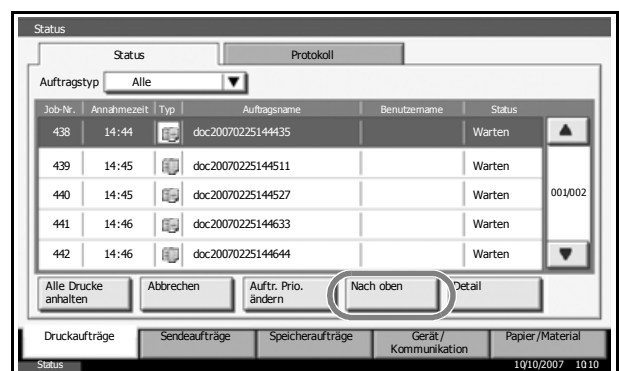 Status
Status Protokoll
Auftragstyp Alle
Job-Nr. Annahmezeit Typ Auftragsname Benutzername Status
438 14:44 doc20070225144435 Warten
439 14:45 doc20070225144511 Warten
440 14:45 doc20070225144527 Warten
001/002
441 14:46 doc20070225144633 Warten
442 14:46 doc20070225144644 Warten
Alle Drucke anhalten Abbrechen Auftr. Prio. ändern Nach oben Detail
Druckaufträge Sendeaufträge Speicheraufträge Gerät/ Kommunikation Papier/Material
Status 10/10/2007 10:10